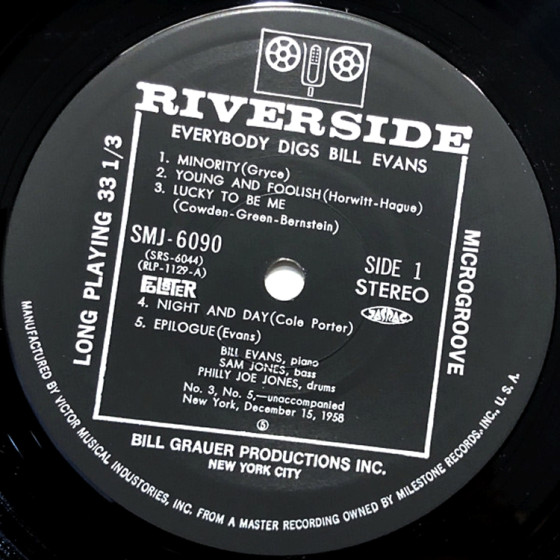 RIVERSIDE
EVERYBODY DIGS BILL EVANS
1. MINORITY(Gryce)
2. YOUNG AND FOOLISH(Horwitt-Hague)
3. LUCKY TO BE ME
(Cowden-Green-Bernstein)
LONG PLAYING 33 1/3
MICROGROOVE
SMJ-6090
(SRS-6044)
(RLP-1129-A)
SIDE 1
STEREO
JASRAC
4. NIGHT AND DAY(Cole Porter)
5. EPILOGUE(Evans)
BILL EVANS, piano
SAM JONES, bass
PHILLY JOE JONES, drums
No. 3, No. 5,—unaccompanied
New York, December 15, 1958
Ⓢ
BILL GRAUER PRODUCTIONS INC.
NEW YORK CITY
MANUFACTURED BY VICTOR MUSICAL INDUSTORIES, INC. FROM A MASTER RECORDING OWNED BY MILESTONE RECORDS, INC., U. S. A.